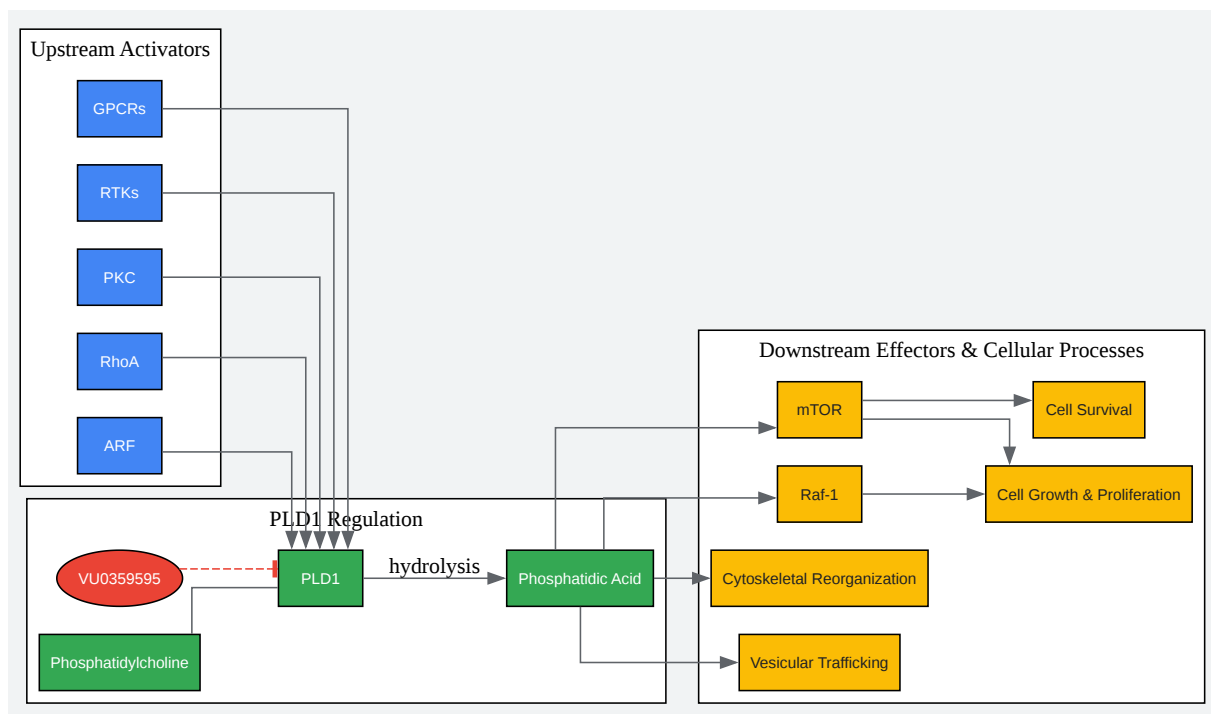 Upstream Activators
GPCRs
RTKs
PKC
RhoA
ARF
PLD1 Regulation
VU0359595
PLD1
hydrolysis
Phosphatidic Acid
Phosphatidylcholine
Downstream Effectors & Cellular Processes
mTOR
Cell Survival
Raf-1
Cell Growth & Proliferation
Cytoskeletal Reorganization
Vesicular Trafficking